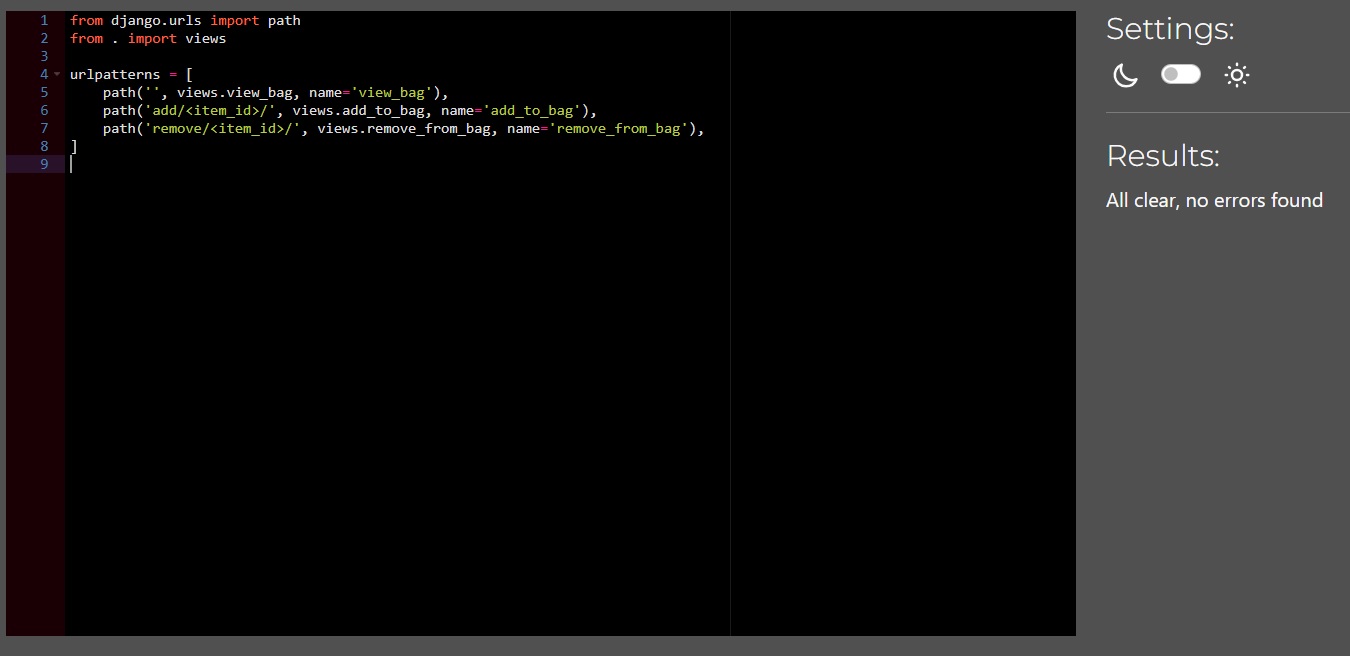 1 from django.urls import path
2 from . import views
3
4 urlpatterns = [
5     path('', views.view_bag, name='view_bag'),
6     path('add/<item_id>/', views.add_to_bag, name='add_to_bag'),
7     path('remove/<item_id>/', views.remove_from_bag, name='remove_from_bag'),
8 ]
9
Settings:
Results:
All clear, no errors found